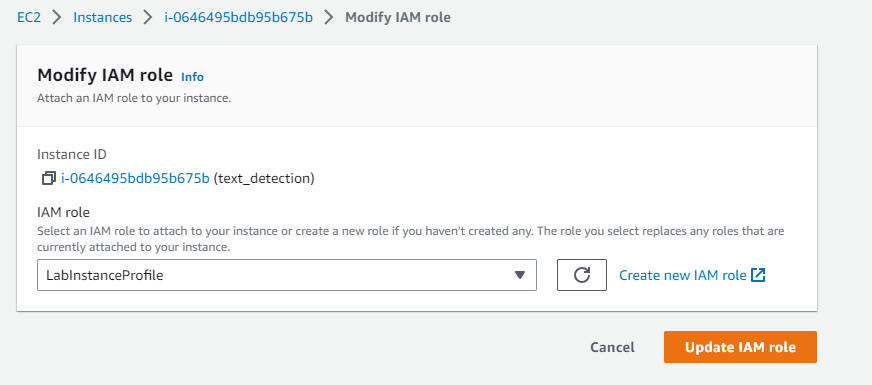 EC2 > Instances > i-0646495bdb95b675b > Modify IAM role
Modify IAM role Info
Attach an IAM role to your instance.
Instance ID
i-0646495bdb95b675b (text_detection)
IAM role
Select an IAM role to attach to your instance or create a new role if you haven't created any. The role you select replaces any roles that are
currently attached to your instance.
LabInstanceProfile
Create new IAM role
Cancel
Update IAM role